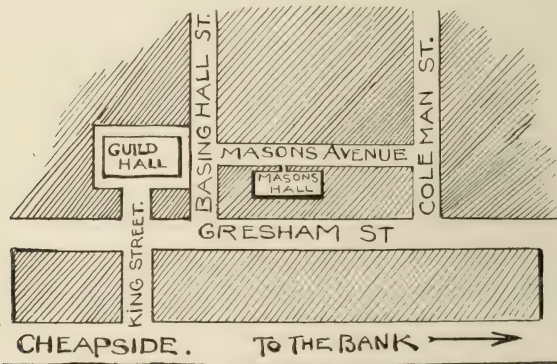 BASING HALL ST.
COLEMAN ST.
GUILD
HALL
MASONS AVENUE
MASONS
HALL
KING STREET.
GRESHAM ST
CHEAPSIDE.
TO THE BANK